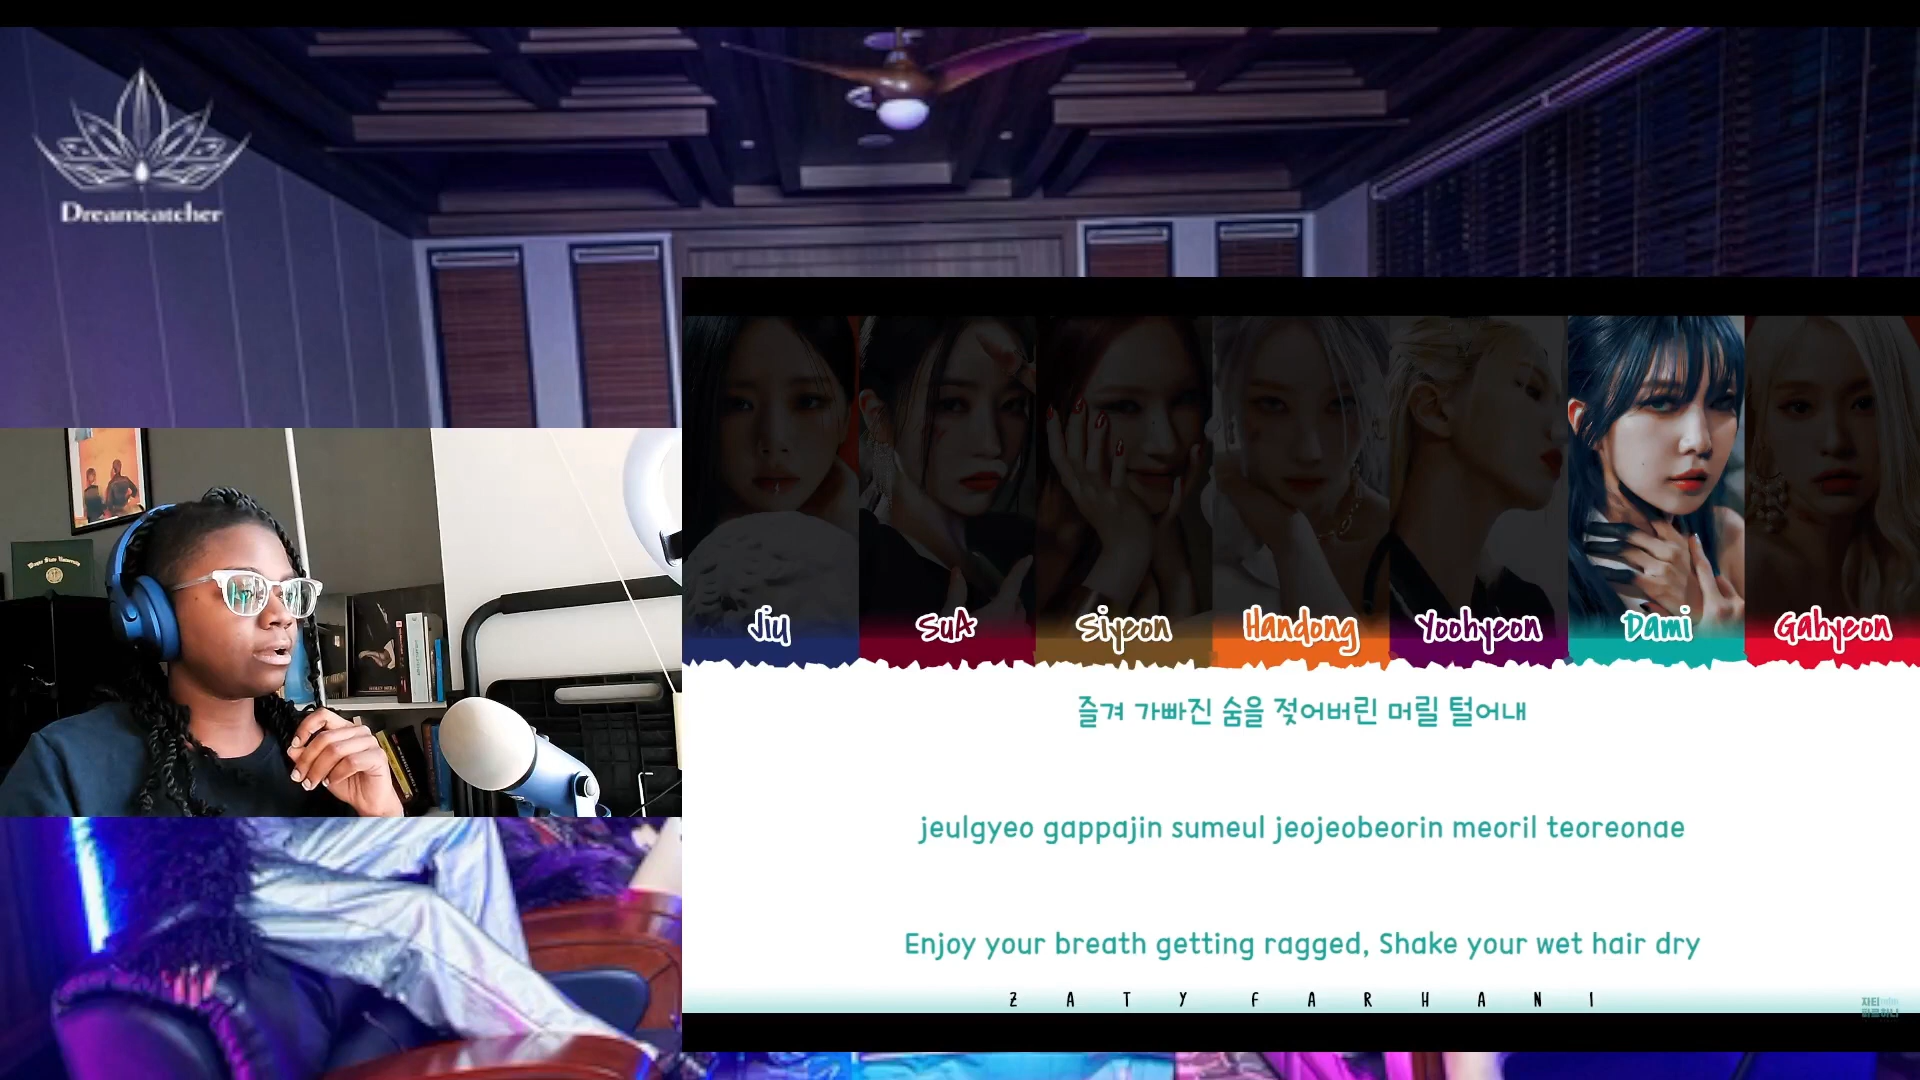 Dreamcatcher
Jiu
SuA
Siyeon
Handong
Yoohyeon
Dami
Gahyeon
즐겨 가빠진 숨을 젖어버린 머릴 털어내
jeulgyeo gappajin sumeul jeojeobeorin meoril teoreonae
Enjoy your breath getting ragged, Shake your wet hair dry
ZATY FARHANI